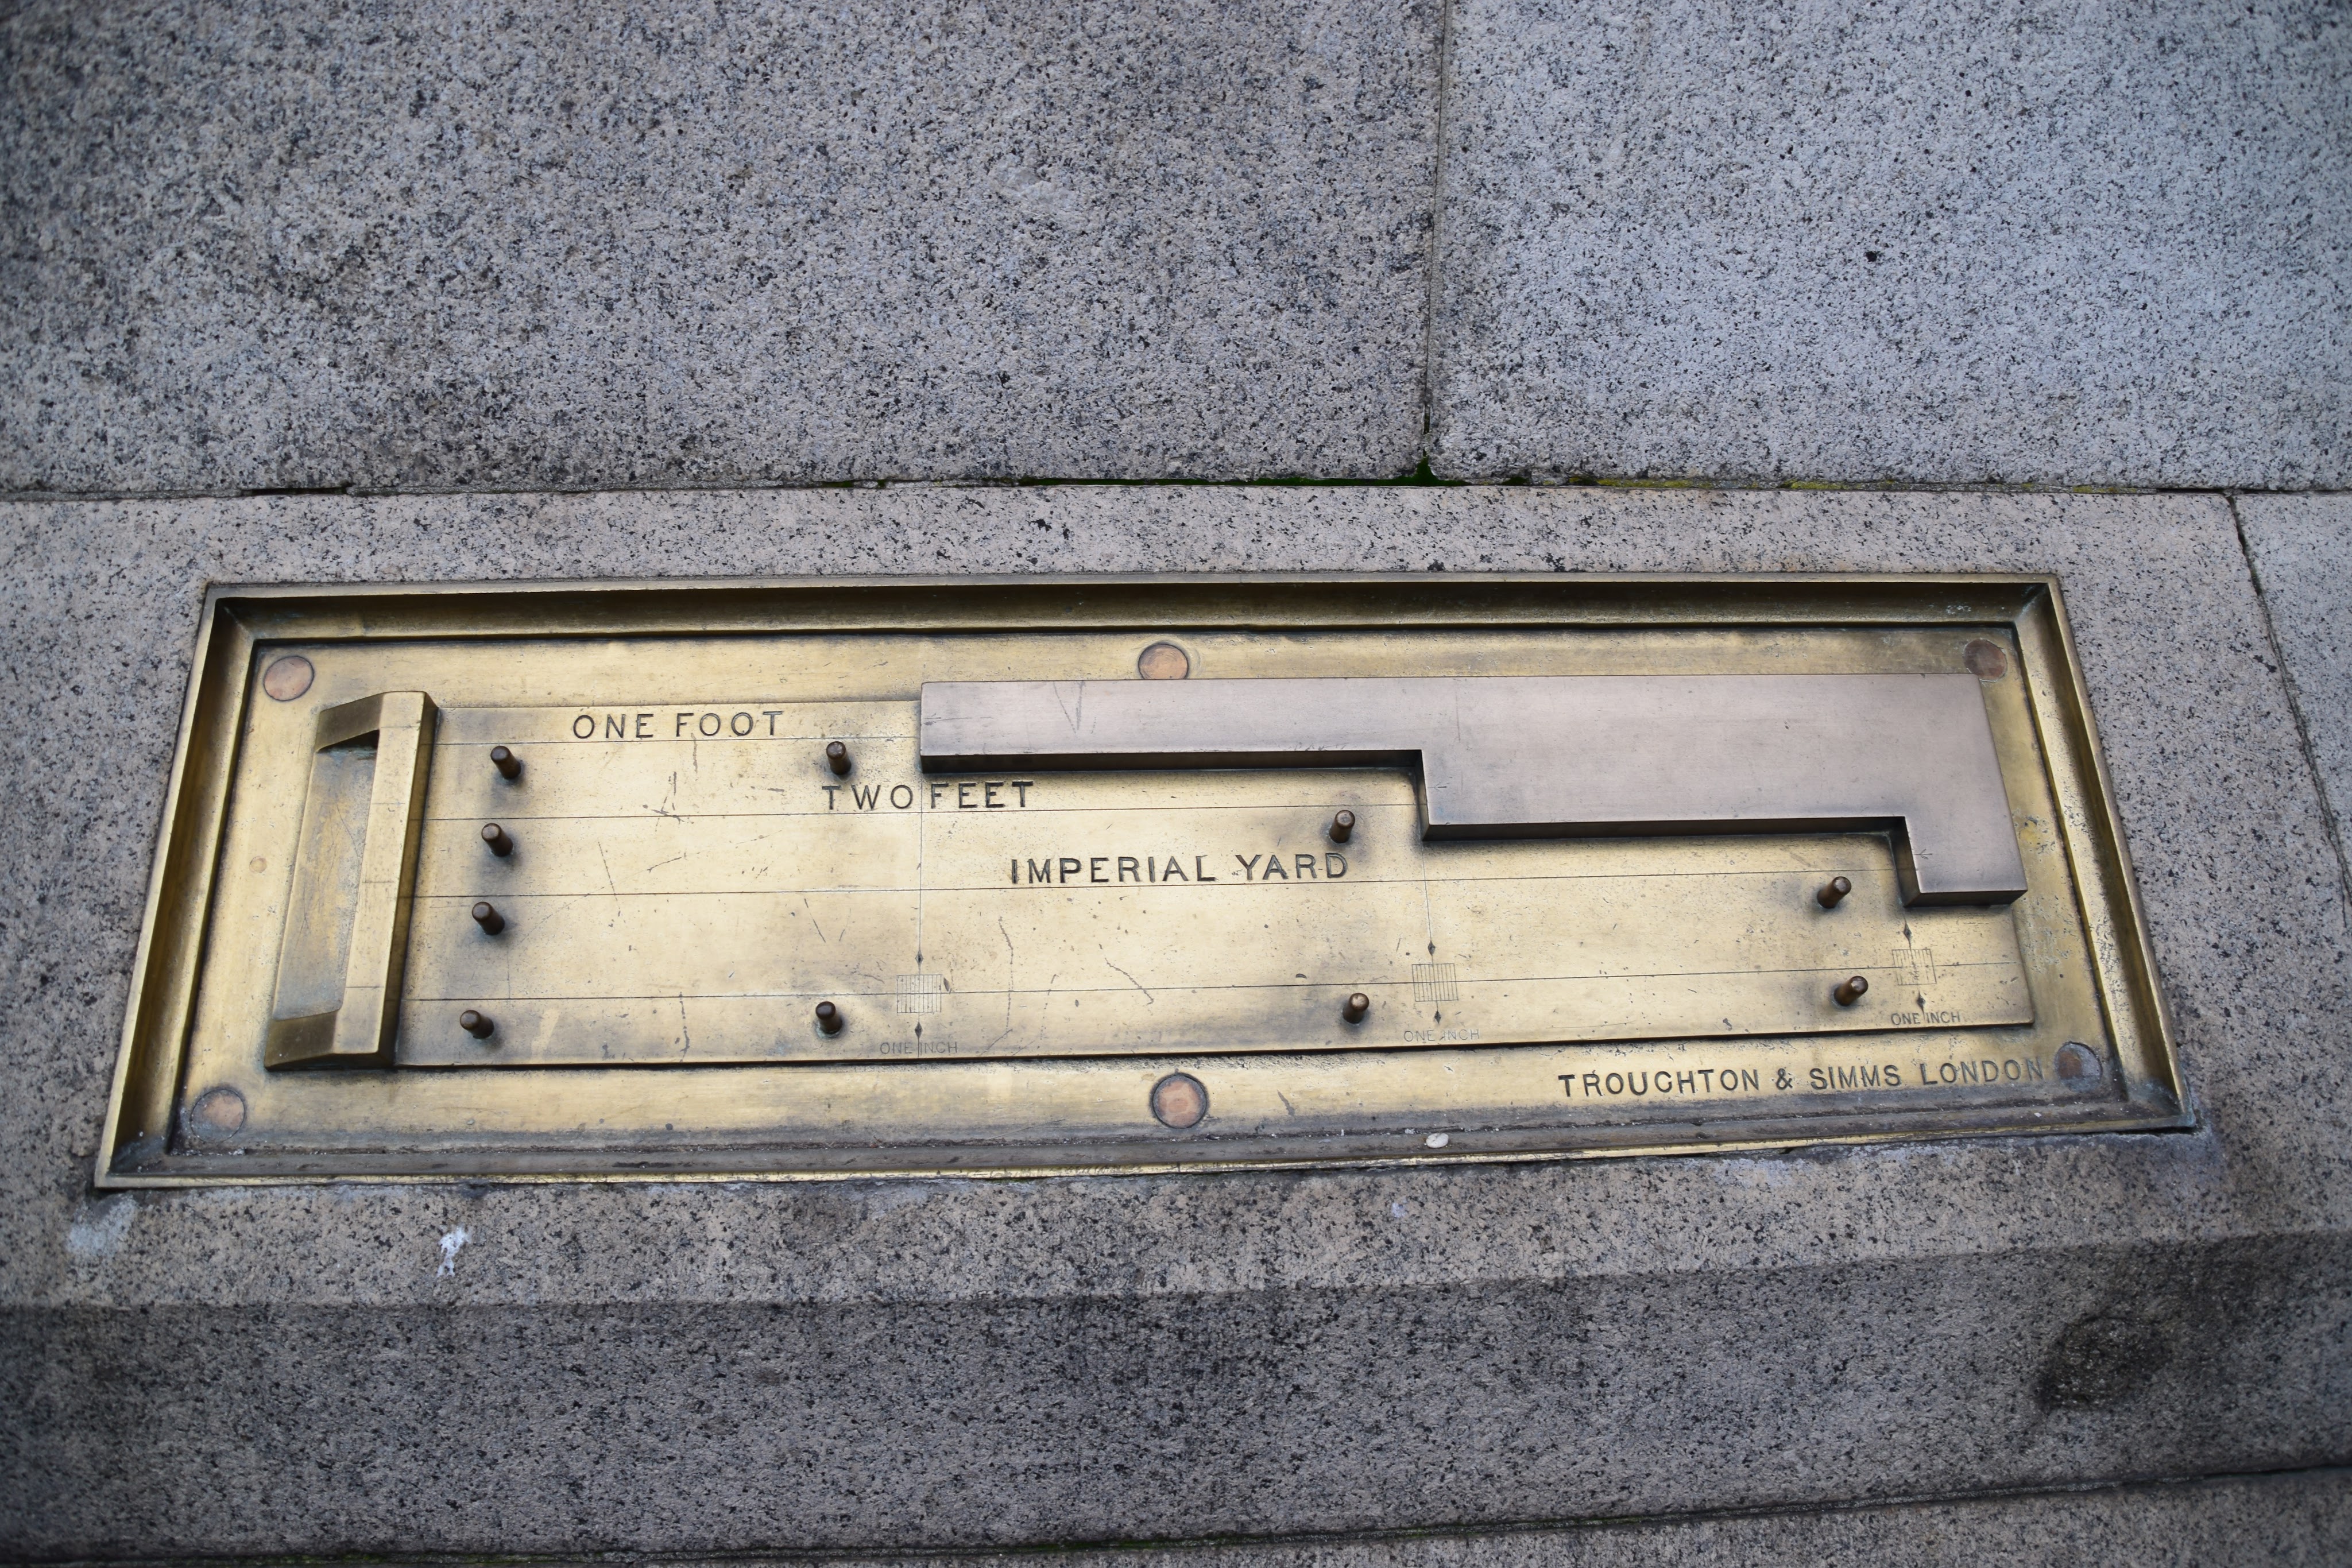 ONE FOOT
TWO FEET
IMPERIAL YARD
ONE INCH
ONE INCH
ONE INCH
TROUGHTON & SIMMS LONDON